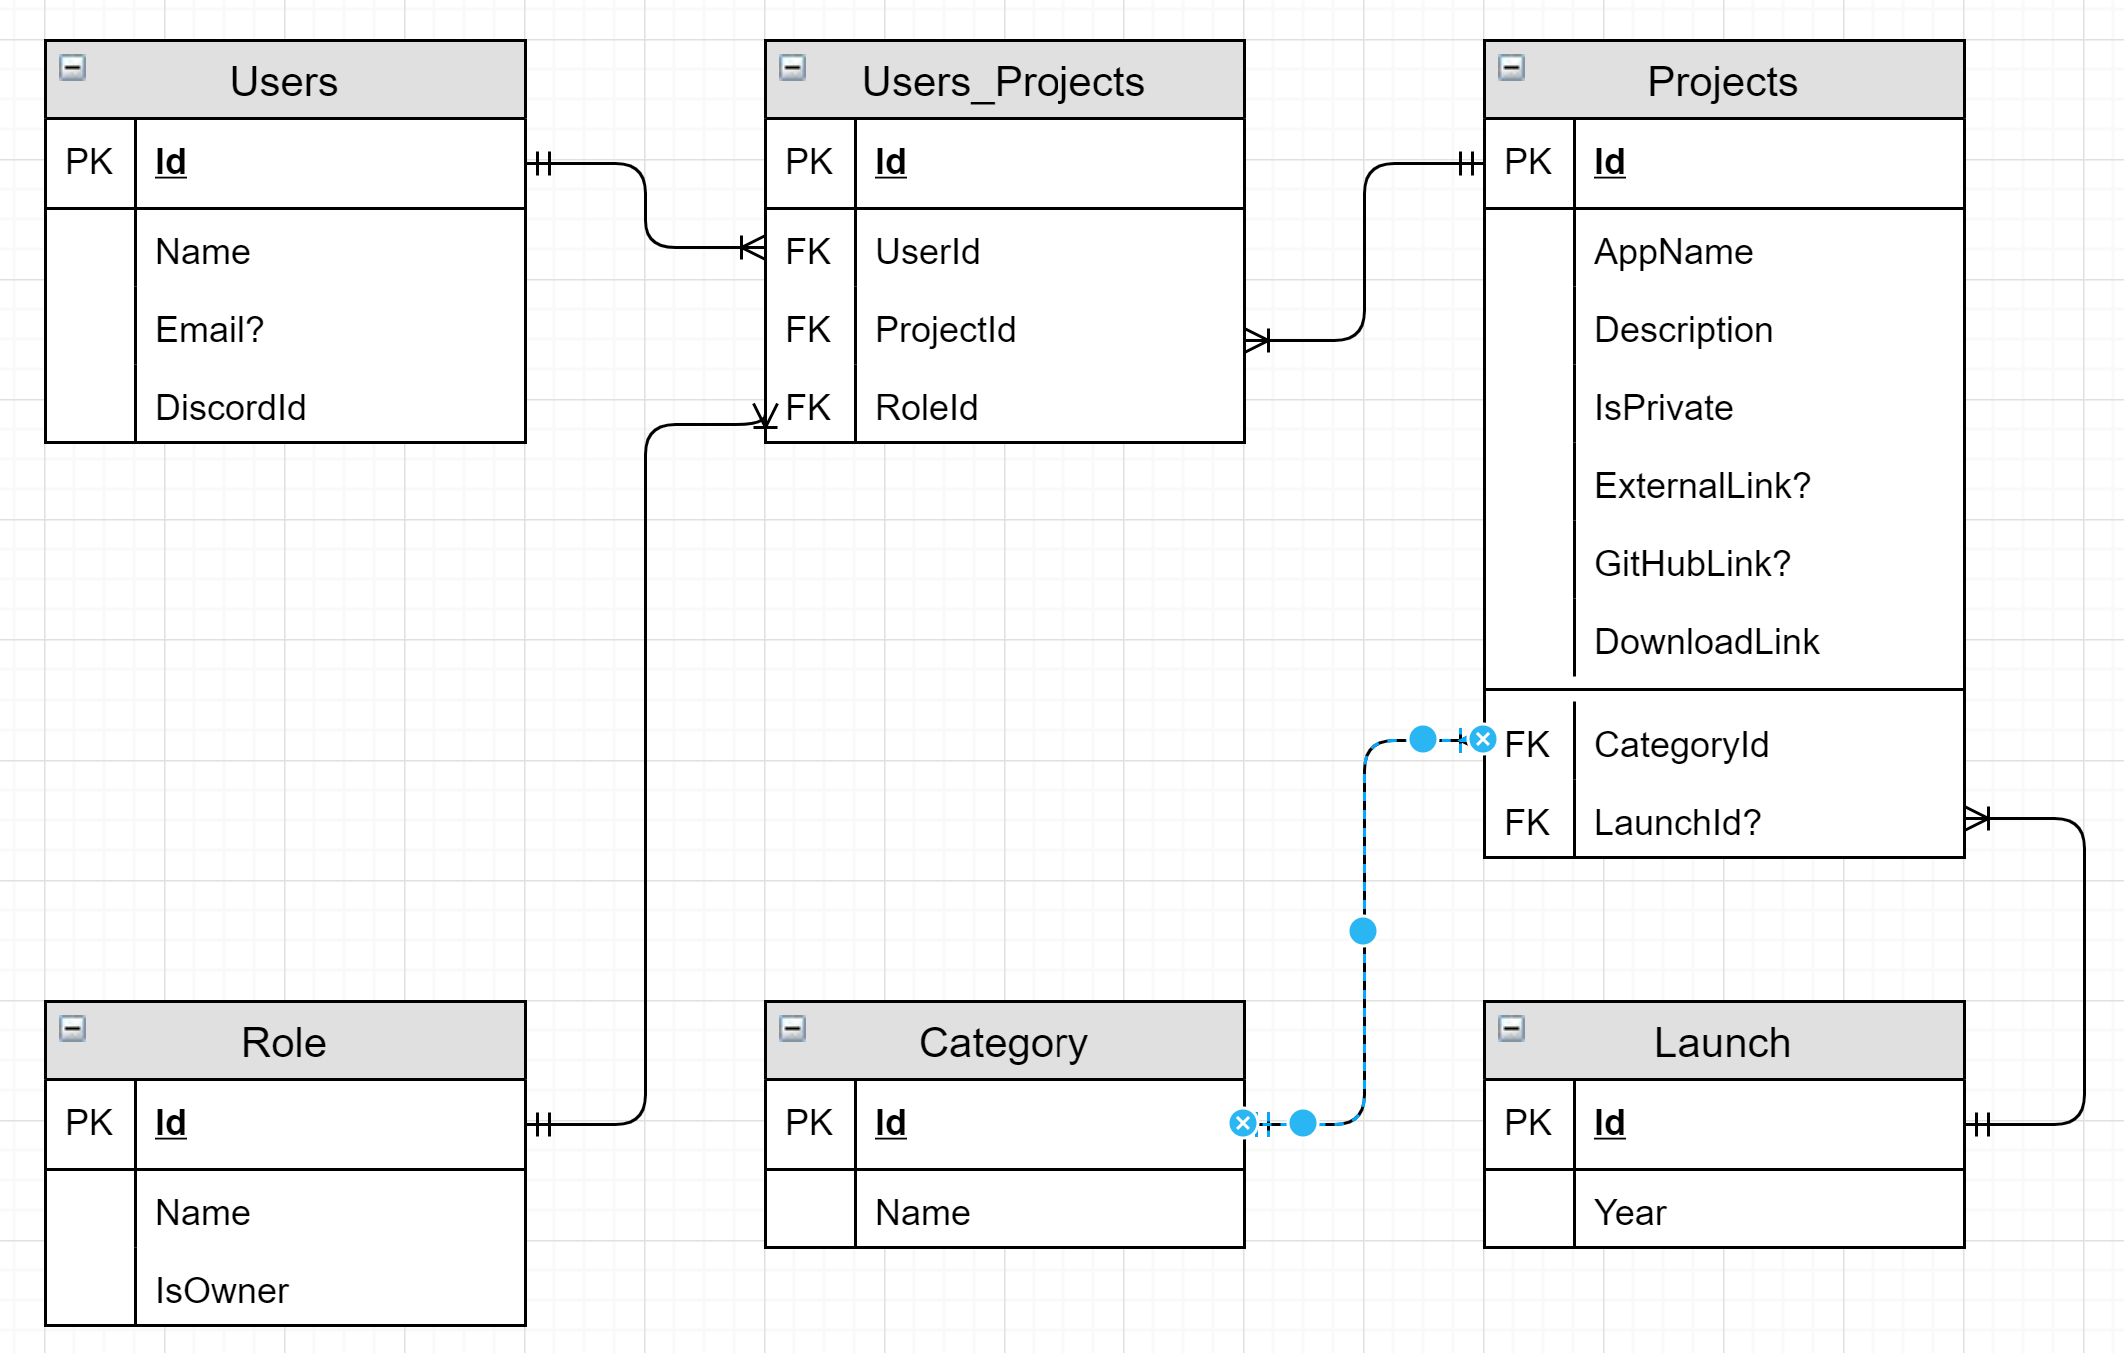 Users
PK Id
Name
Email?
DiscordId
Users_Projects
PK Id
FK UserId
FK ProjectId
FK RoleId
Projects
PK Id
AppName
Description
IsPrivate
ExternalLink?
GitHubLink?
DownloadLink
FK CategoryId
FK LaunchId?
Role
PK Id
Name
IsOwner
Category
PK Id
Name
Launch
PK Id
Year